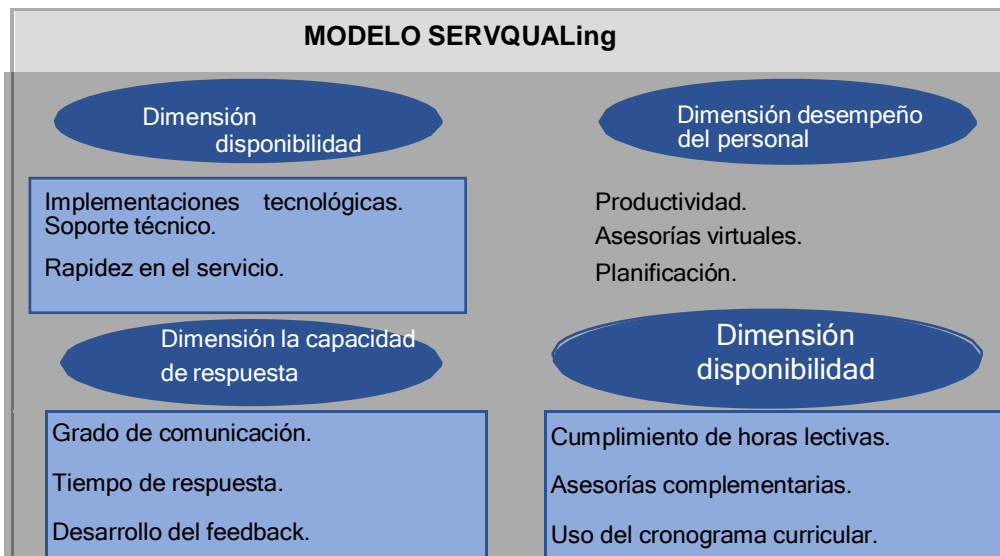 MODELO SERVQUALing
Dimensión
disponibilidad
Implementaciones tecnológicas.
Soporte técnico.
Rapidez en el servicio.
Dimensión desempeño
del personal
Productividad.
Asesorías virtuales.
Planificación.
Dimensión la capacidad
de respuesta
Grado de comunicación.
Tiempo de respuesta.
Desarrollo del feedback.
Dimensión
disponibilidad
Cumplimiento de horas lectivas.
Asesorías complementarias.
Uso del cronograma curricular.